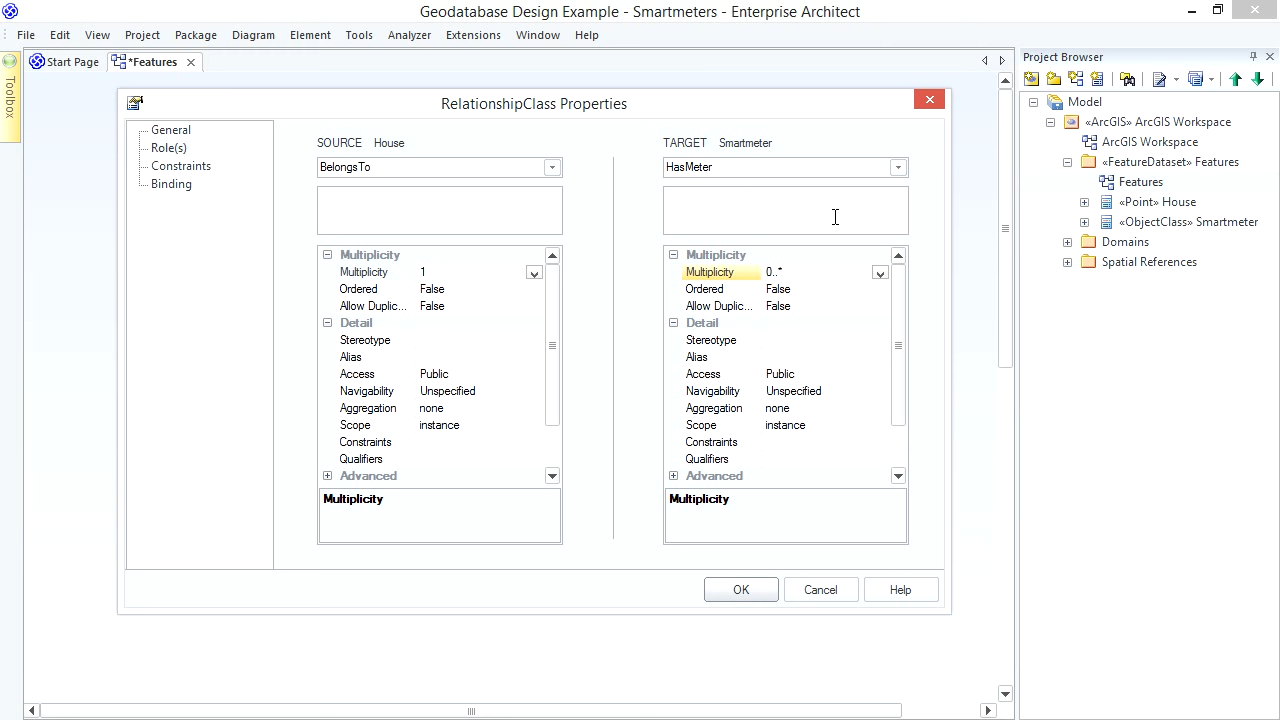 Geodatabase Design Example - Smartmeters - Enterprise Architect
File Edit View Project Package Diagram Element Tools Analyzer Extensions Window Help
Toolbox
Start Page
*Features
RelationshipClass Properties
General
Role(s)
Constraints
Binding
SOURCE House
BelongsTo
Multiplicity
Multiplicity 1
Ordered False
Allow Duplic... False
Detail
Stereotype
Alias
Access Public
Navigability Unspecified
Aggregation none
Scope instance
Constraints
Qualifiers
Advanced
Multiplicity
TARGET Smartmeter
HasMeter
Multiplicity
Multiplicity 0..*
Ordered False
Allow Duplic... False
Detail
Stereotype
Alias
Access Public
Navigability Unspecified
Aggregation none
Scope instance
Constraints
Qualifiers
Advanced
Multiplicity
OK Cancel Help
Project Browser
Model
«ArcGIS» ArcGIS Workspace
ArcGIS Workspace
«FeatureDataset» Features
Features
«Point» House
«ObjectClass» Smartmeter
Domains
Spatial References